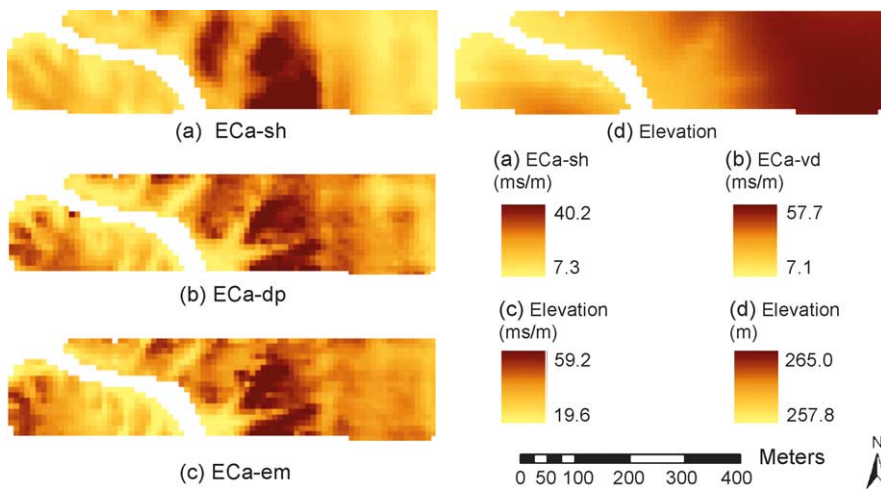 (a) ECa-sh
(d) Elevation
(b) ECa-dp
(c) ECa-em
(a) ECa-sh
(ms/m)
40.2
7.3
(b) ECa-vd
(ms/m)
57.7
7.1
(c) Elevation
(ms/m)
59.2
19.6
(d) Elevation
(m)
265.0
257.8
Meters
0 50 100 200 300 400
N